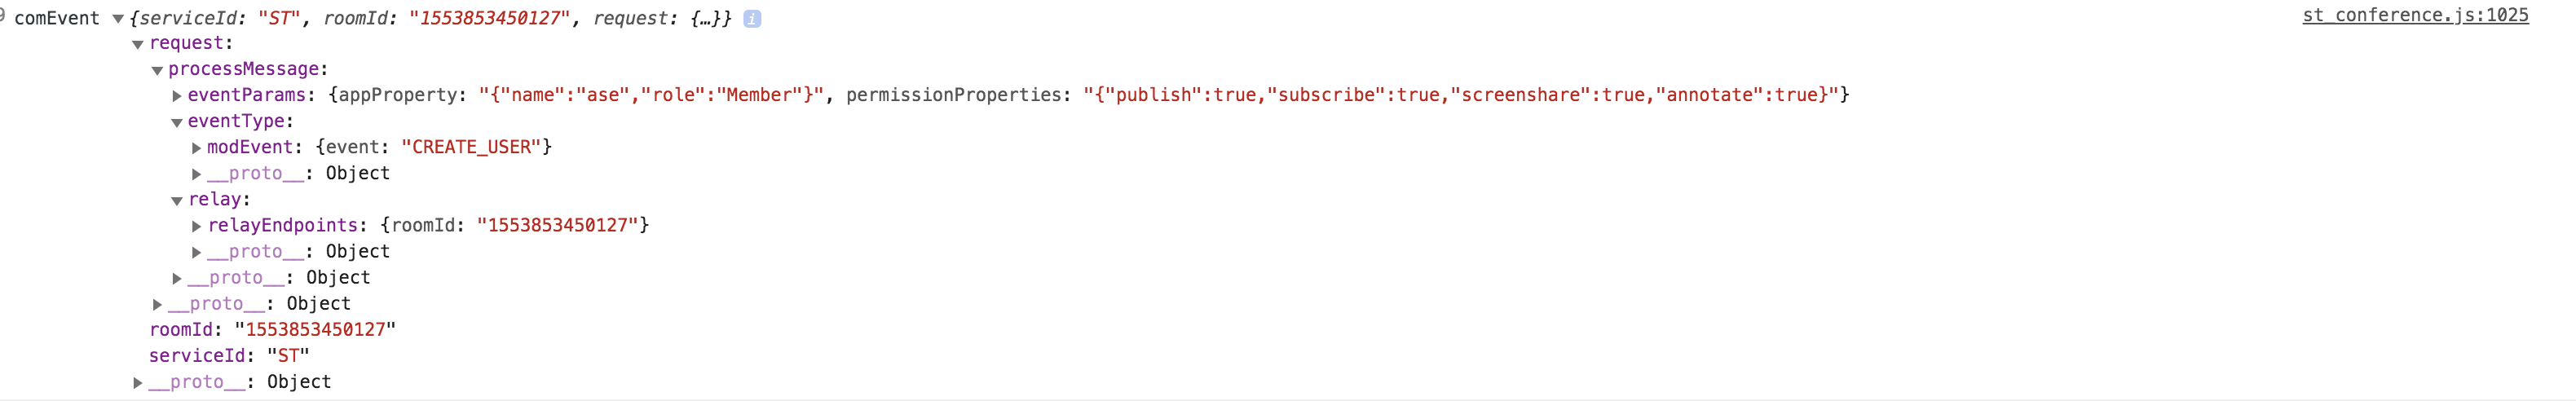 comEvent ▼{serviceId: "ST", roomId: "1553853450127", request: {…}} i st_conference.js:1025
▼request:
▼processMessage:
▶eventParams: {appProperty: "{"name":"ase","role":"Member"}", permissionProperties: "{"publish":true,"subscribe":true,"screenshare":true,"annotate":true}"}
▼eventType:
▶modEvent: {event: "CREATE_USER"}
▶__proto__: Object
▼relay:
▶relayEndpoints: {roomId: "1553853450127"}
▶__proto__: Object
▶__proto__: Object
▶__proto__: Object
roomId: "1553853450127"
serviceId: "ST"
▶__proto__: Object